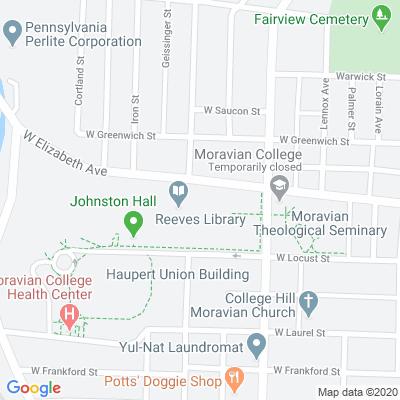 Pennsylvania
Perlite Corporation
Fairview Cemetery
Cortland St
Iron St
Geissinger St
Warwick St
W Saucon St
Lennox Ave
Palmer St
Lorain Ave
W Greenwich St
W Greenwich St
W Elizabeth Ave
Moravian College
Temporarily closed
Johnston Hall
Reeves Library
Moravian
Theological Seminary
Haupert Union Building
W Locust St
oravian College
Health Center
College Hill
Moravian Church
W Laurel St
Yul-Nat Laundromat
W Frankford St
W Frankford St
Potts' Doggie Shop
Google
Map data ©2020